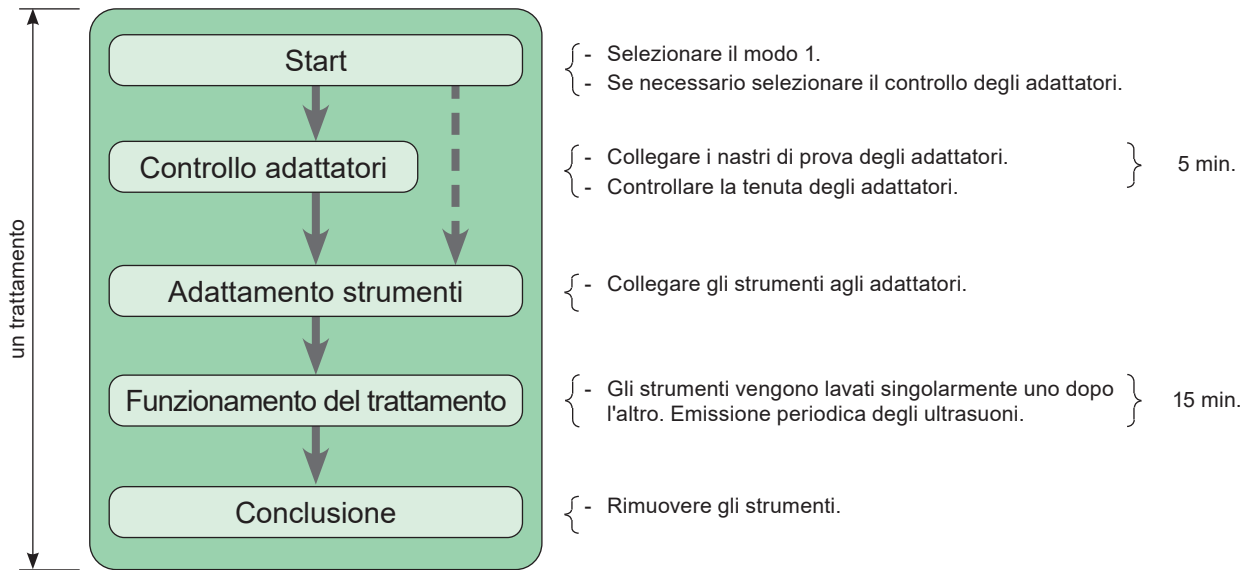 un trattamento
Start
- Selezionare il modo 1.
- Se necessario selezionare il controllo degli adattatori.
Controllo adattatori
- Collegare i nastri di prova degli adattatori.
- Controllare la tenuta degli adattatori.
5 min.
Adattamento strumenti
- Collegare gli strumenti agli adattatori.
Funzionamento del trattamento
- Gli strumenti vengono lavati singolarmente uno dopo
l'altro. Emissione periodica degli ultrasuoni.
15 min.
Conclusione
- Rimuovere gli strumenti.